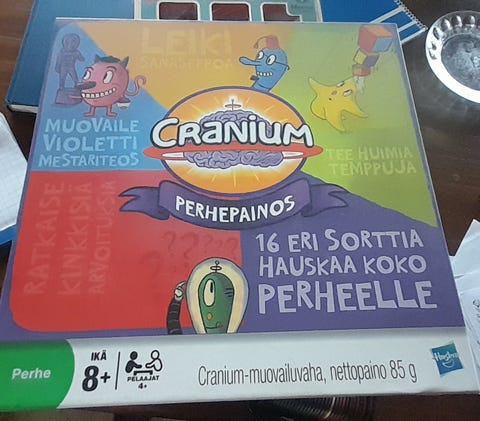 LEIKI
SANASEPPOA
MUOVAILE
VIOLETTI
MESTARITEOS
CRANIUM
PERHEPAINOS
TEE HUIMIA
TEMPPUJA
RATKAISE
KINKKISIÄ
ARVOITUKSIA
16 ERI SORTTIA
HAUSKAA KOKO
PERHEELLE
Perhe
IKÄ
8+
PELAAJAT
4+
Cranium-muovailuvaha, nettopaino 85 g
Hasbro